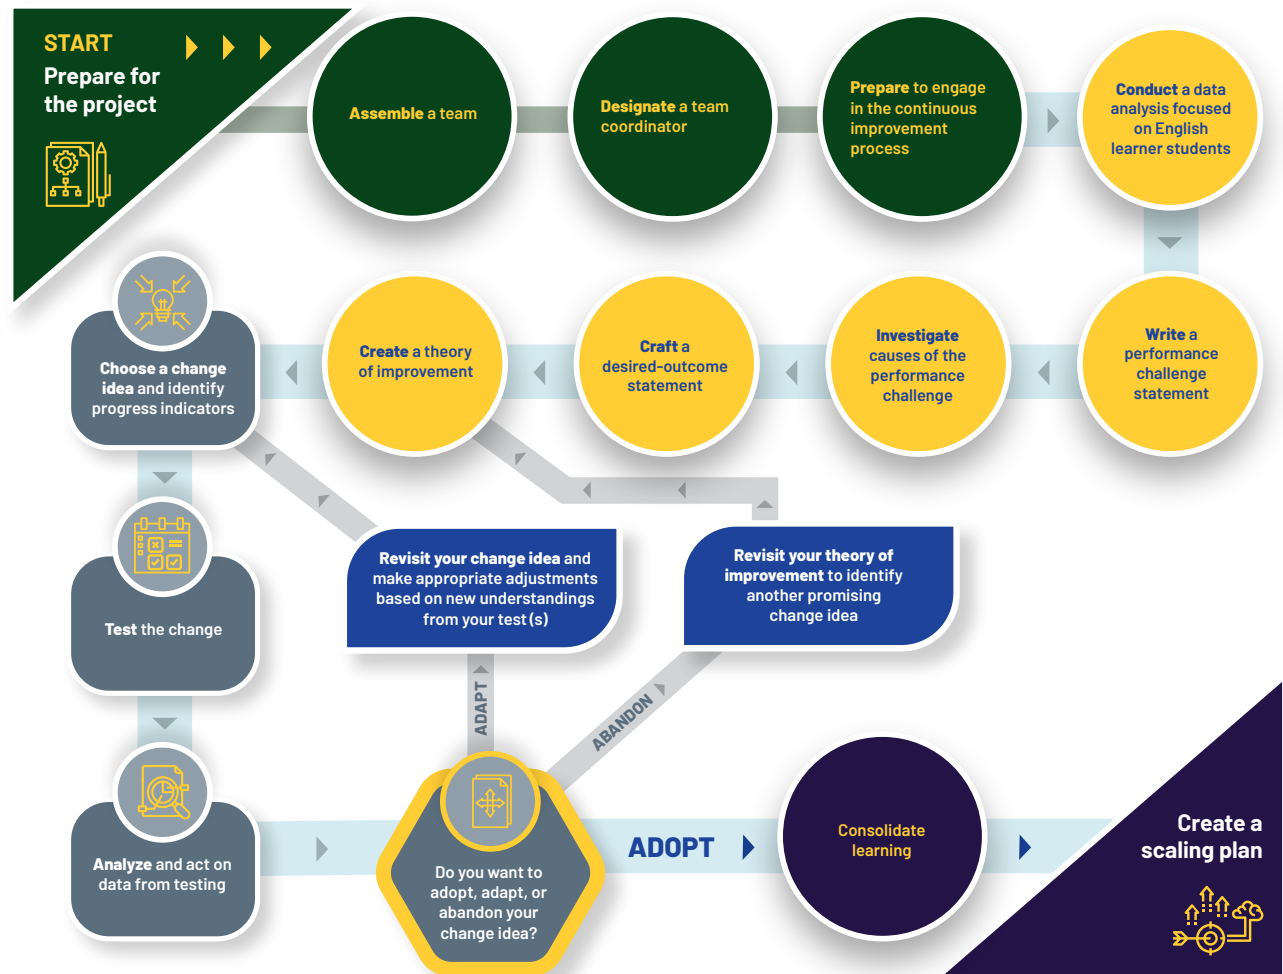 START
Prepare for
the project
Assemble a team
Designate a team
coordinator
Prepare to engage
in the continuous
improvement
process
Conduct a data
analysis focused
on English
learner students
Write a
performance
challenge
statement
Investigate
causes of the
performance
challenge
Craft a
desired-outcome
statement
Create a theory
of improvement
Choose a change
idea and identify
progress indicators
Test the change
Analyze and act on
data from testing
Do you want to
adopt, adapt, or
abandon your
change idea?
ADAPT
Revisit your change idea and
make appropriate adjustments
based on new understandings
from your test(s)
ABANDON
Revisit your theory of
improvement to identify
another promising
change idea
ADOPT
Consolidate
learning
Create a
scaling plan